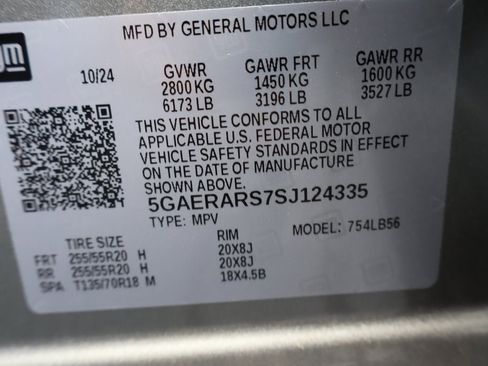 gm
MFD BY GENERAL MOTORS LLC
10/24 GVWR GAWR FRT GAWR RR
2800 KG 1450 KG 1600 KG
6173 LB 3196 LB 3527 LB
THIS VEHICLE CONFORMS TO ALL
APPLICABLE U.S. FEDERAL MOTOR
VEHICLE SAFETY STANDARDS IN EFFECT
ON THE DATE OF MANUFACTURE
SHOWN ABOVE.
5GAERARS7SJ124335
TYPE: MPV MODEL: 754LB56
TIRE SIZE RIM
FRT 255/55R20 H 20X8J
RR 255/55R20 H 20X8J
SPA T135/70R18 M 18X4.5B